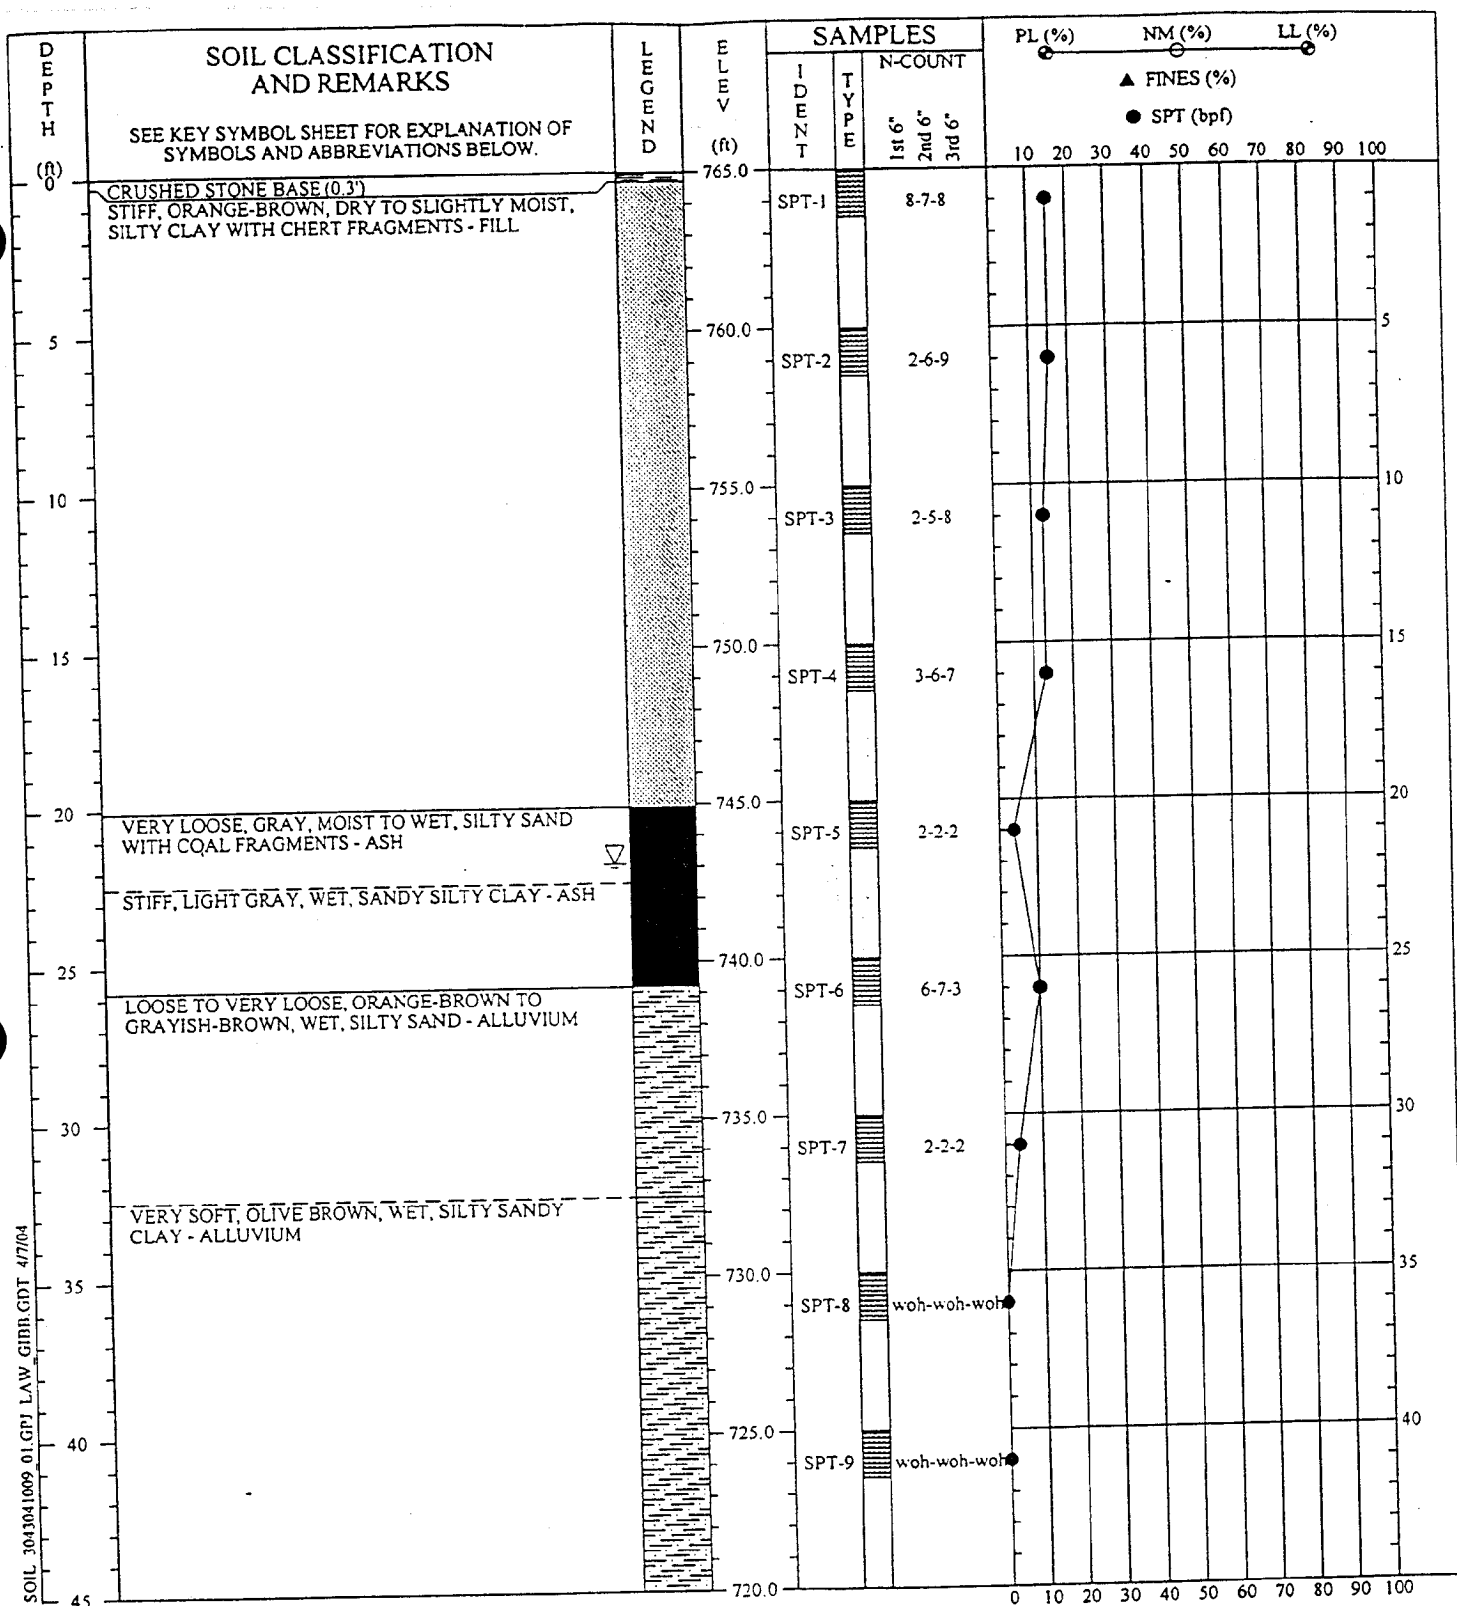 DEPTH
(ft)
SOIL CLASSIFICATION
AND REMARKS
SEE KEY SYMBOL SHEET FOR EXPLANATION OF
SYMBOLS AND ABBREVIATIONS BELOW.
LEGEND
ELEV
(ft)
SAMPLES
IDENT
TYPE
N-COUNT
1st 6"
2nd 6"
3rd 6"
PL (%) NM (%) LL (%)
▲ FINES (%)
● SPT (bpf)
10 20 30 40 50 60 70 80 90 100
0
CRUSHED STONE BASE (0.3')
765.0
STIFF, ORANGE-BROWN, DRY TO SLIGHTLY MOIST,
SILTY CLAY WITH CHERT FRAGMENTS - FILL
SPT-1 8-7-8
5 760.0 5
SPT-2 2-6-9
10 755.0 10
SPT-3 2-5-8
15 750.0 15
SPT-4 3-6-7
20 745.0 20
VERY LOOSE, GRAY, MOIST TO WET, SILTY SAND
WITH COAL FRAGMENTS - ASH
SPT-5 2-2-2
STIFF, LIGHT GRAY, WET, SANDY SILTY CLAY - ASH
25 740.0 25
LOOSE TO VERY LOOSE, ORANGE-BROWN TO
GRAYISH-BROWN, WET, SILTY SAND - ALLUVIUM
SPT-6 6-7-3
30 735.0 30
SPT-7 2-2-2
VERY SOFT, OLIVE BROWN, WET, SILTY SANDY
CLAY - ALLUVIUM
35 730.0 35
SPT-8 woh-woh-woh
40 725.0 40
SPT-9 woh-woh-woh
45 720.0
0 10 20 30 40 50 60 70 80 90 100
SOIL 3043041009_01.GPJ LAW_GIBB.GDT 4/7/04